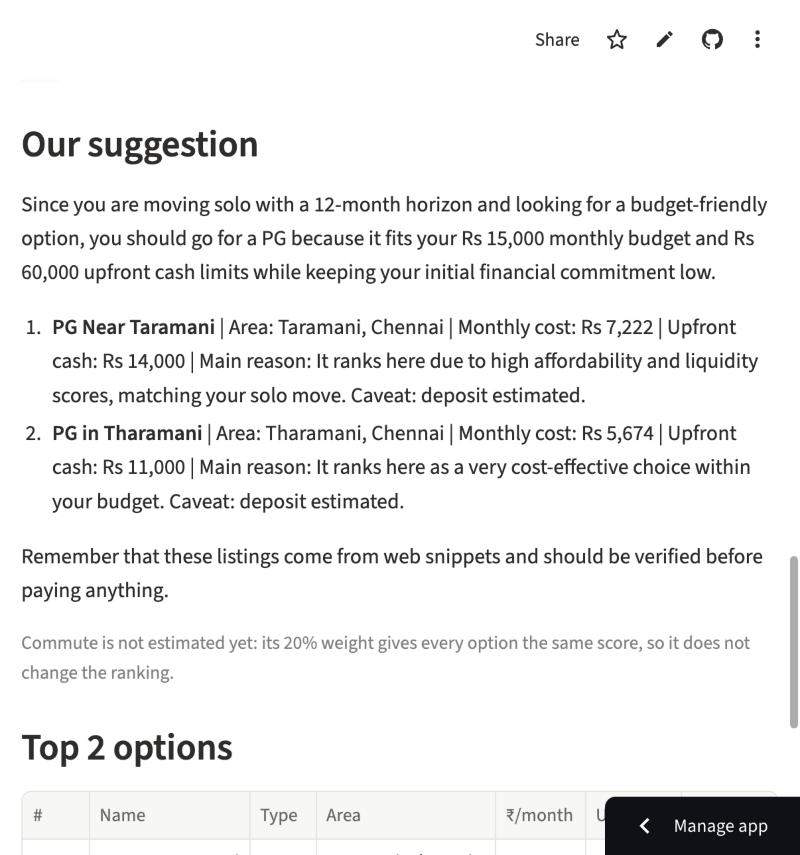 Share
Our suggestion
Since you are moving solo with a 12-month horizon and looking for a budget-friendly
option, you should go for a PG because it fits your Rs 15,000 monthly budget and Rs
60,000 upfront cash limits while keeping your initial financial commitment low.
1. PG Near Taramani | Area: Taramani, Chennai | Monthly cost: Rs 7,222 | Upfront
cash: Rs 14,000 | Main reason: It ranks here due to high affordability and liquidity
scores, matching your solo move. Caveat: deposit estimated.
2. PG in Tharamani | Area: Tharamani, Chennai | Monthly cost: Rs 5,674 | Upfront
cash: Rs 11,000 | Main reason: It ranks here as a very cost-effective choice within
your budget. Caveat: deposit estimated.
Remember that these listings come from web snippets and should be verified before
paying anything.
Commute is not estimated yet: its 20% weight gives every option the same score, so it does not
change the ranking.
Top 2 options
# Name Type Area ₹/month
Manage app